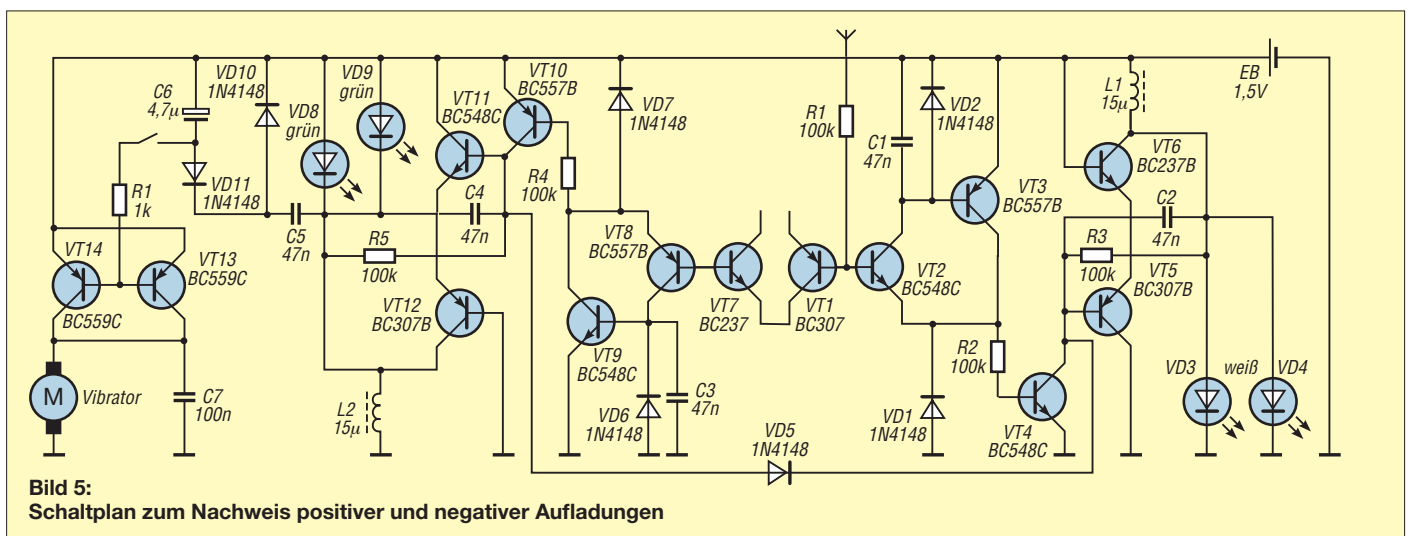 C6
4,7µ
VD10
1N4148
VD8
grün
VD9
grün
VT11
BC548C
VT10
BC557B
VD7
1N4148
R1
100k
C1
47n
VD2
1N4148
L1
15µ
EB
1,5V
R1
1k
VD11
1N4148
C5
47n
C4
47n
R4
100k
VT3
BC557B
VT6
BC237B
C2
47n
R5
100k
VT8
BC557B
R3
100k
VT14
VT13
BC559C
BC559C
VT12
BC307B
VT7
BC237
VT1
BC307
VT2
BC548C
VT5
BC307B
M
Vibrator
C7
100n
L2
15µ
VT9
BC548C
VD6
1N4148
C3
47n
VD1
1N4148
R2
100k
VT4
BC548C
VD3
weiß
VD4
VD5
1N4148
Bild 5:
Schaltplan zum Nachweis positiver und negativer Aufladungen